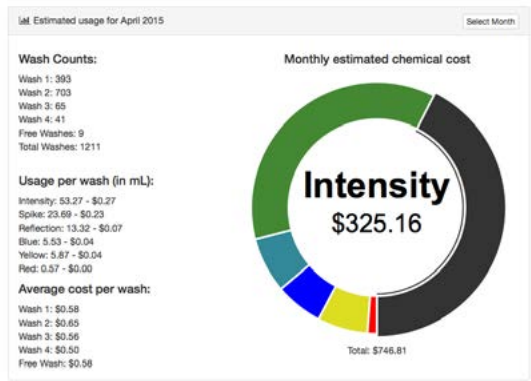 Estimated usage for April 2015
Select Month
Wash Counts:
Wash 1: 393
Wash 2: 703
Wash 3: 65
Wash 4: 41
Free Washes: 9
Total Washes: 1211
Usage per wash (in mL):
Intensity: 53.27 - $0.27
Spike: 23.69 - $0.23
Reflection: 13.32 - $0.07
Blue: 5.53 - $0.04
Yellow: 5.87 - $0.04
Red: 0.57 - $0.00
Average cost per wash:
Wash 1: $0.58
Wash 2: $0.65
Wash 3: $0.56
Wash 4: $0.50
Free Wash: $0.58
Monthly estimated chemical cost
Intensity
$325.16
Total: $746.81